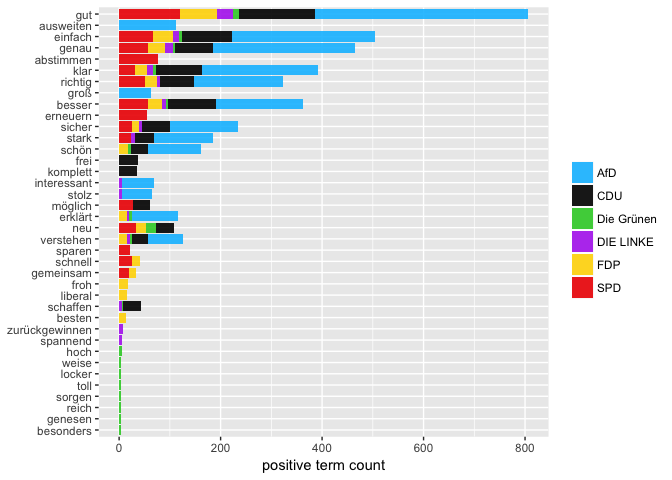 gut
ausweiten
einfach
genau
abstimmen
klar
richtig
groß
besser
erneuern
sicher
stark
schön
frei
komplett
interessant
stolz
möglich
erklärt
neu
verstehen
sparen
schnell
gemeinsam
froh
liberal
schaffen
besten
zurückgewinnen
spannend
hoch
weise
locker
toll
sorgen
reich
genesen
besonders
0 200 400 600 800
positive term count
AfD
CDU
Die Grünen
DIE LINKE
FDP
SPD